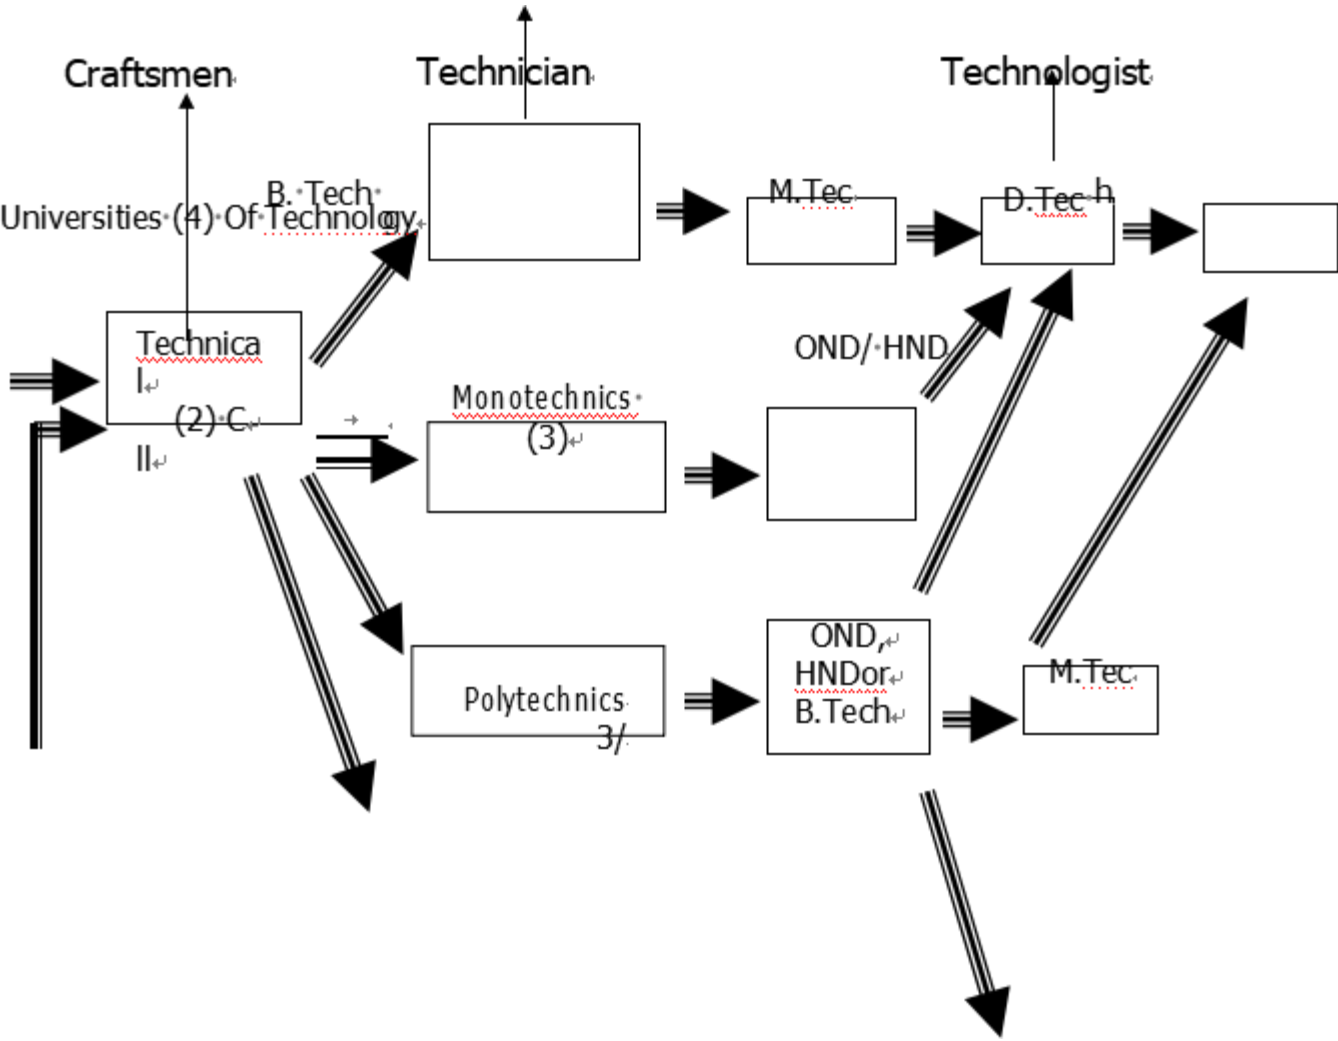 Craftsmen
Technician
Technologist
B. Tech
Universities (4) Of Technology
M.Tec
D.Tec h
Technica
l
(2) C
ll
OND/ HND
Monotechnics
(3)
OND,
HNDor
B.Tech
Polytechnics
3/
M.Tec